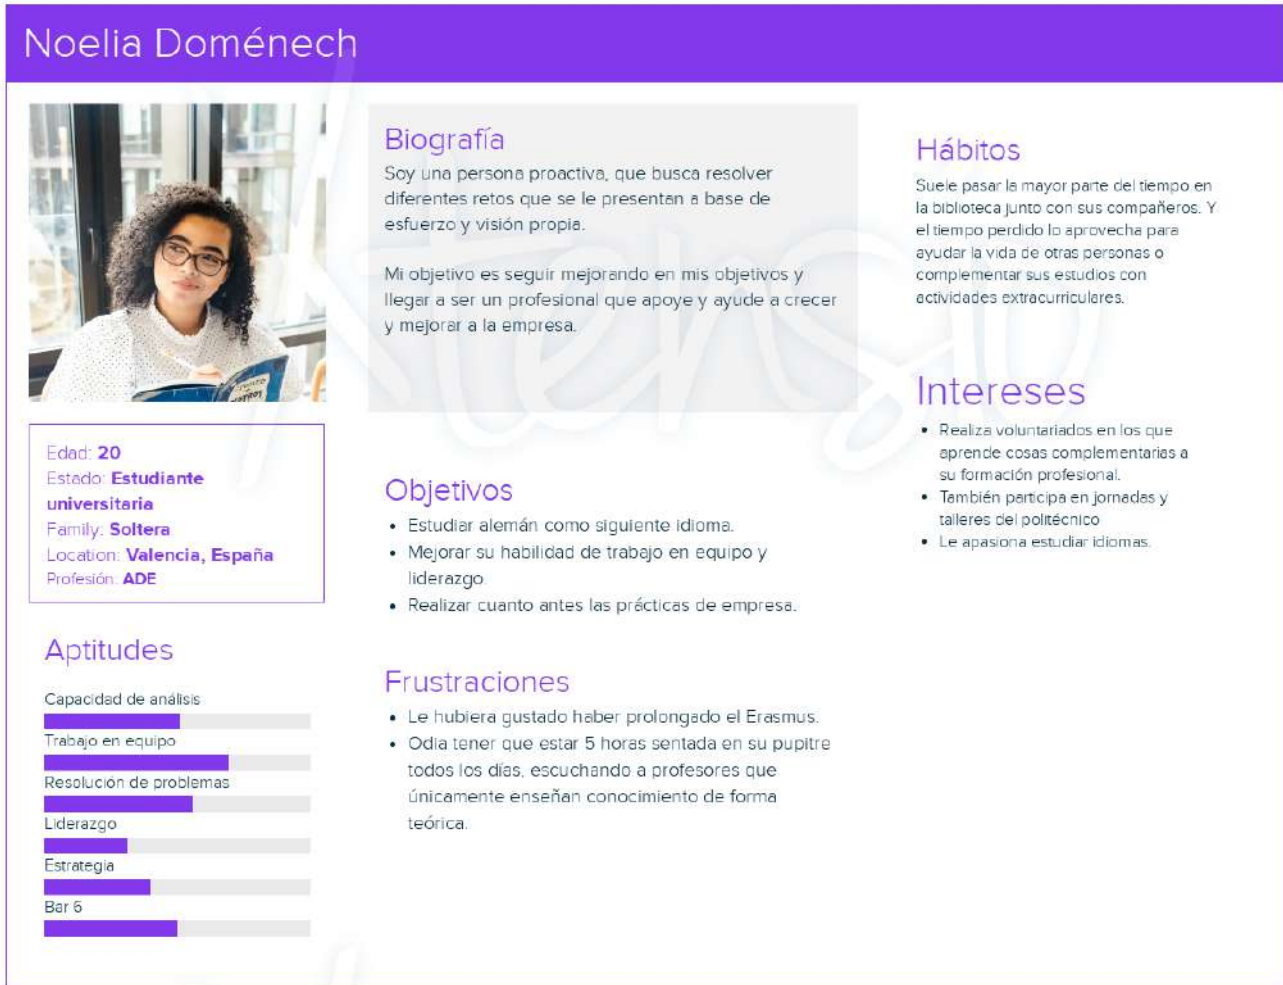 Noelia Doménech
Edad: 20
Estado: Estudiante
universitaria
Family: Soltera
Location: Valencia, España
Profesión: ADE
Aptitudes
Capacidad de análisis
Trabajo en equipo
Resolución de problemas
Liderazgo
Estrategia
Bar 6
Biografía
Soy una persona proactiva, que busca resolver
diferentes retos que se le presentan a base de
esfuerzo y visión propia.
Mi objetivo es seguir mejorando en mis objetivos y
llegar a ser un profesional que apoye y ayude a crecer
y mejorar a la empresa.
Objetivos
• Estudiar alemán como siguiente idioma.
• Mejorar su habilidad de trabajo en equipo y
liderazgo.
• Realizar cuanto antes las prácticas de empresa.
Frustraciones
• Le hubiera gustado haber prolongado el Erasmus.
• Odia tener que estar 5 horas sentada en su pupitre
todos los días, escuchando a profesores que
únicamente enseñan conocimiento de forma
teórica.
Hábitos
Suele pasar la mayor parte del tiempo en
la biblioteca junto con sus compañeros. Y
el tiempo perdido lo aprovecha para
ayudar la vida de otras personas o
complementar sus estudios con
actividades extracurriculares.
Intereses
• Realiza voluntariados en los que
aprende cosas complementarias a
su formación profesional.
• También participa en jornadas y
talleres del politécnico
• Le apasiona estudiar idiomas.
Xtensio